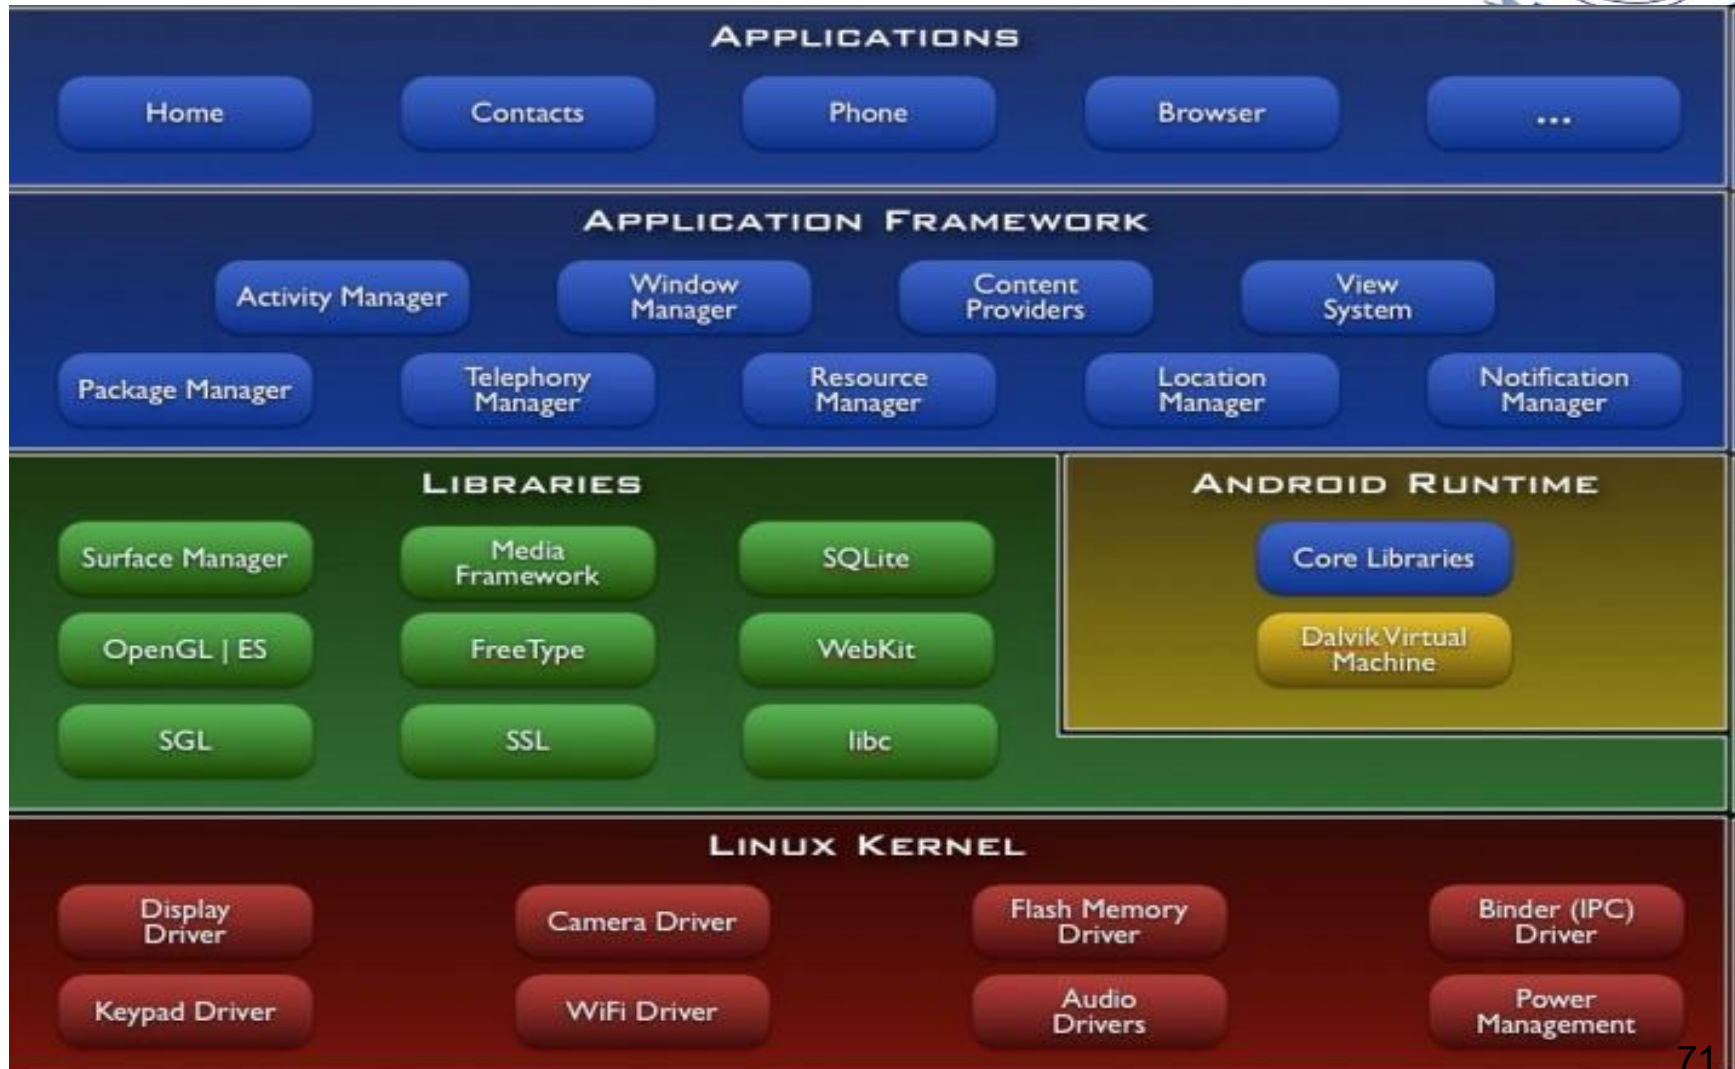 APPLICATIONS
Home
Contacts
Phone
Browser
...
APPLICATION FRAMEWORK
Activity Manager
Window
Manager
Content
Providers
View
System
Package Manager
Telephony
Manager
Resource
Manager
Location
Manager
Notification
Manager
LIBRARIES
Surface Manager
Media
Framework
SQLite
OpenGL | ES
FreeType
WebKit
SGL
SSL
libc
ANDROID RUNTIME
Core Libraries
Dalvik Virtual
Machine
LINUX KERNEL
Display
Driver
Camera Driver
Flash Memory
Driver
Binder (IPC)
Driver
Keypad Driver
WiFi Driver
Audio
Drivers
Power
Management
71